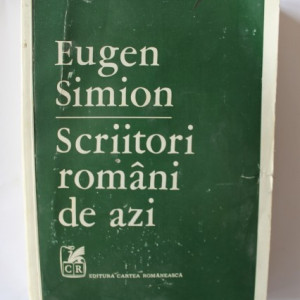 Eugen
Simion
Scriitori
români
de azi
CR
EDITURA CARTEA ROMÂNEASCĂ